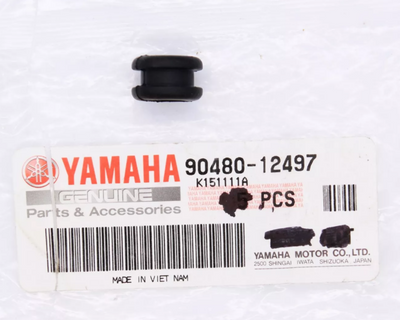 YAMAHA 90480-12497
K151111A
GENUINE
5 PCS
Parts & Accessories
YAMAHA MOTOR CO.,LTD.
2500 SHINGAI IWATA SHIZUOKA JAPAN
MADE IN VIET NAM